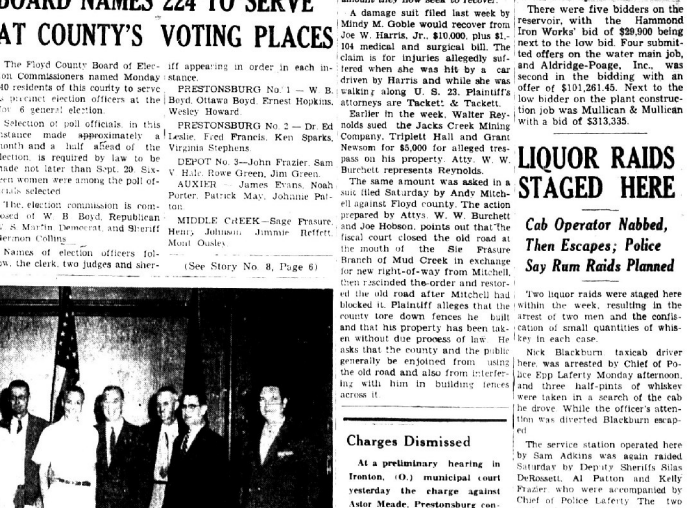 BOARD NAMES 224 TO SERVE
AT COUNTY'S VOTING PLACES
The Floyd County Board of Elec-
on Commissioners named Monday
40 residents of this county to serve
precinct election officers at the
6 general election.
Selection of poll officials, in this
stance made approximately a
onth and a half ahead of the
lection, is required by law to be
ade not later than Sept. 20 Six-
en women were among the poll of-
cials selected
The election commission is com-
osed of W. B. Boyd, Republican
S Martin Democrat, and Sheriff
ermon Collins
Names of election officers fol-
ow, the clerk, two judges and sher-
iff appearing in order in each in-
stance.
PRESTONSBURG No. 1 — W. B.
Boyd, Ottawa Boyd, Ernest Hopkins,
Wesley Howard.
PRESTONSBURG No. 2 — Dr. Ed
Leslie, Fred Francis, Ken Sparks,
Virginia Stephens.
DEPOT No. 3—John Frazier, Sam
V Hale, Rowe Green, Jim Green.
AUXIER — James Evans, Noah
Porter, Patrick May, Johnnie Pat-
ton
MIDDLE CREEK—Sage Frasure,
Henry Johnson Jimmie Reffett,
Mont Ousley
(See Story No. 8, Page 6)
amount they now seek to recover.
A damage suit filed last week by
Mindy M. Goble would recover from
Joe W. Harris, Jr., $10,000, plus $1,-
104 medical and surgical bill. The
claim is for injuries allegedly suf-
fered when she was hit by a car
driven by Harris and while she was
walking along U. S. 23. Plaintiff's
attorneys are Tackett & Tackett.
Earlier in the week, Walter Rey-
nolds sued the Jacks Creek Mining
Company, Triplett Hall and Grant
Newsom for $5,000 for alleged tres-
pass on his property. Atty. W. W.
Burchett represents Reynolds.
The same amount was asked in a
suit filed Saturday by Andy Mitch-
ell against Floyd county. The action
prepared by Attys. W. W. Burchett
and Joe Hobson, points out that the
fiscal court closed the old road at
the mouth of the Sie Frasure
Branch of Mud Creek in exchange
for new right-of-way from Mitchell,
then rescinded the order and restor-
ed the old road after Mitchell had
blocked it. Plaintiff alleges that the
county tore down fences he built
and that his property has been tak-
en without due process of law. He
asks that the county and the public
generally be enjoined from using
the old road and also from interfer-
ing with him in building fences
across it
Charges Dismissed
At a preliminary hearing in
Ironton, (O.) municipal court
yesterday the charge against
Astor Meade, Prestonsburg con-
There were five bidders on the
reservoir, with the Hammond
Iron Works' bid of $29,900 being
next to the low bid. Four submit-
ted offers on the water main job,
and Aldridge-Poage, Inc., was
second in the bidding with an
offer of $101,261.45. Next to the
low bidder on the plant construc-
tion job was Mullican & Mullican
with a bid of $313,335.
LIQUOR RAIDS
STAGED HERE
Cab Operator Nabbed,
Then Escapes; Police
Say Rum Raids Planned
Two liquor raids were staged here
within the week, resulting in the
arrest of two men and the confis-
cation of small quantities of whis-
key in each case.
Nick Blackburn taxicab driver
here, was arrested by Chief of Po-
lice Epp Laferty Monday afternoon,
and three half-pints of whiskey
were taken in a search of the cab
he drove While the officer's atten-
tion was diverted Blackburn escap-
ed
The service station operated here
by Sam Adkins was again raided
Saturday by Deputy Sheriffs Silas
DeRossett, Al Patton and Kelly
Frazier, who were accompanied by
Chief of Police Laferty The two